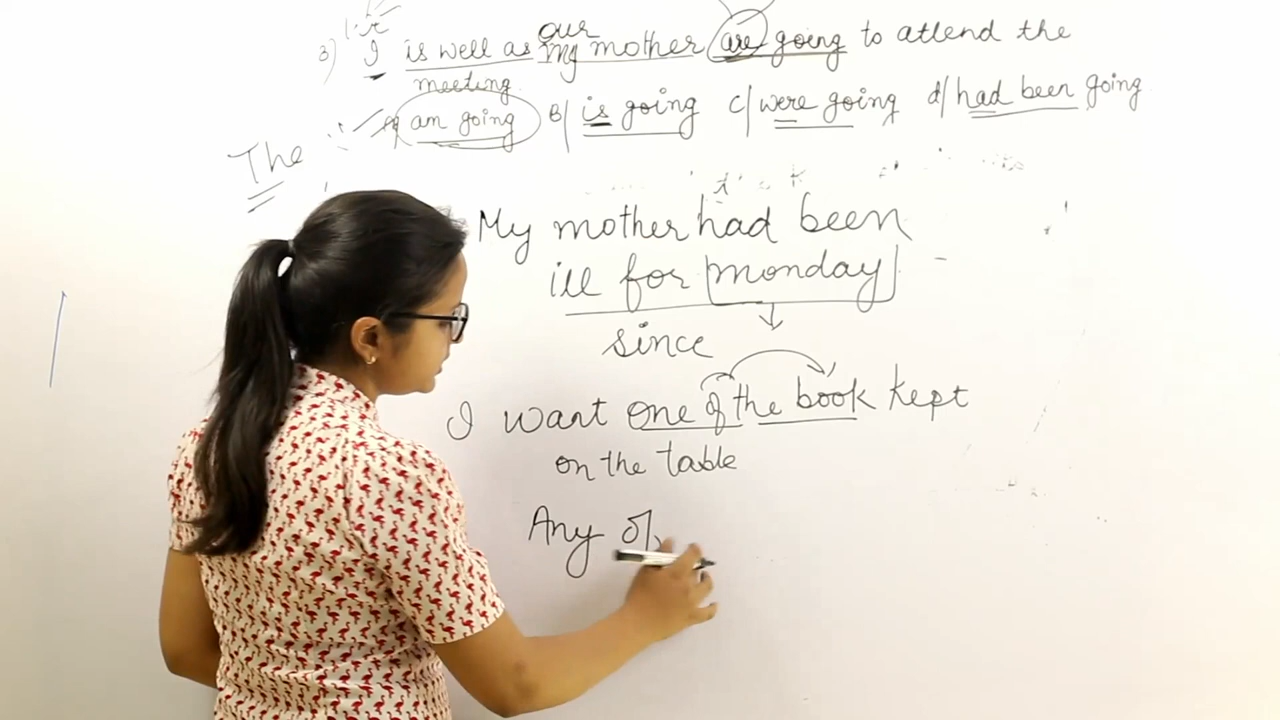 our
B) I is well as my mother are going to attend the
meeting.
am going B/ is going c/ were going d/ had been going
The
My mother had been
ill for monday
since
I want one of the book kept
on the table
Any of